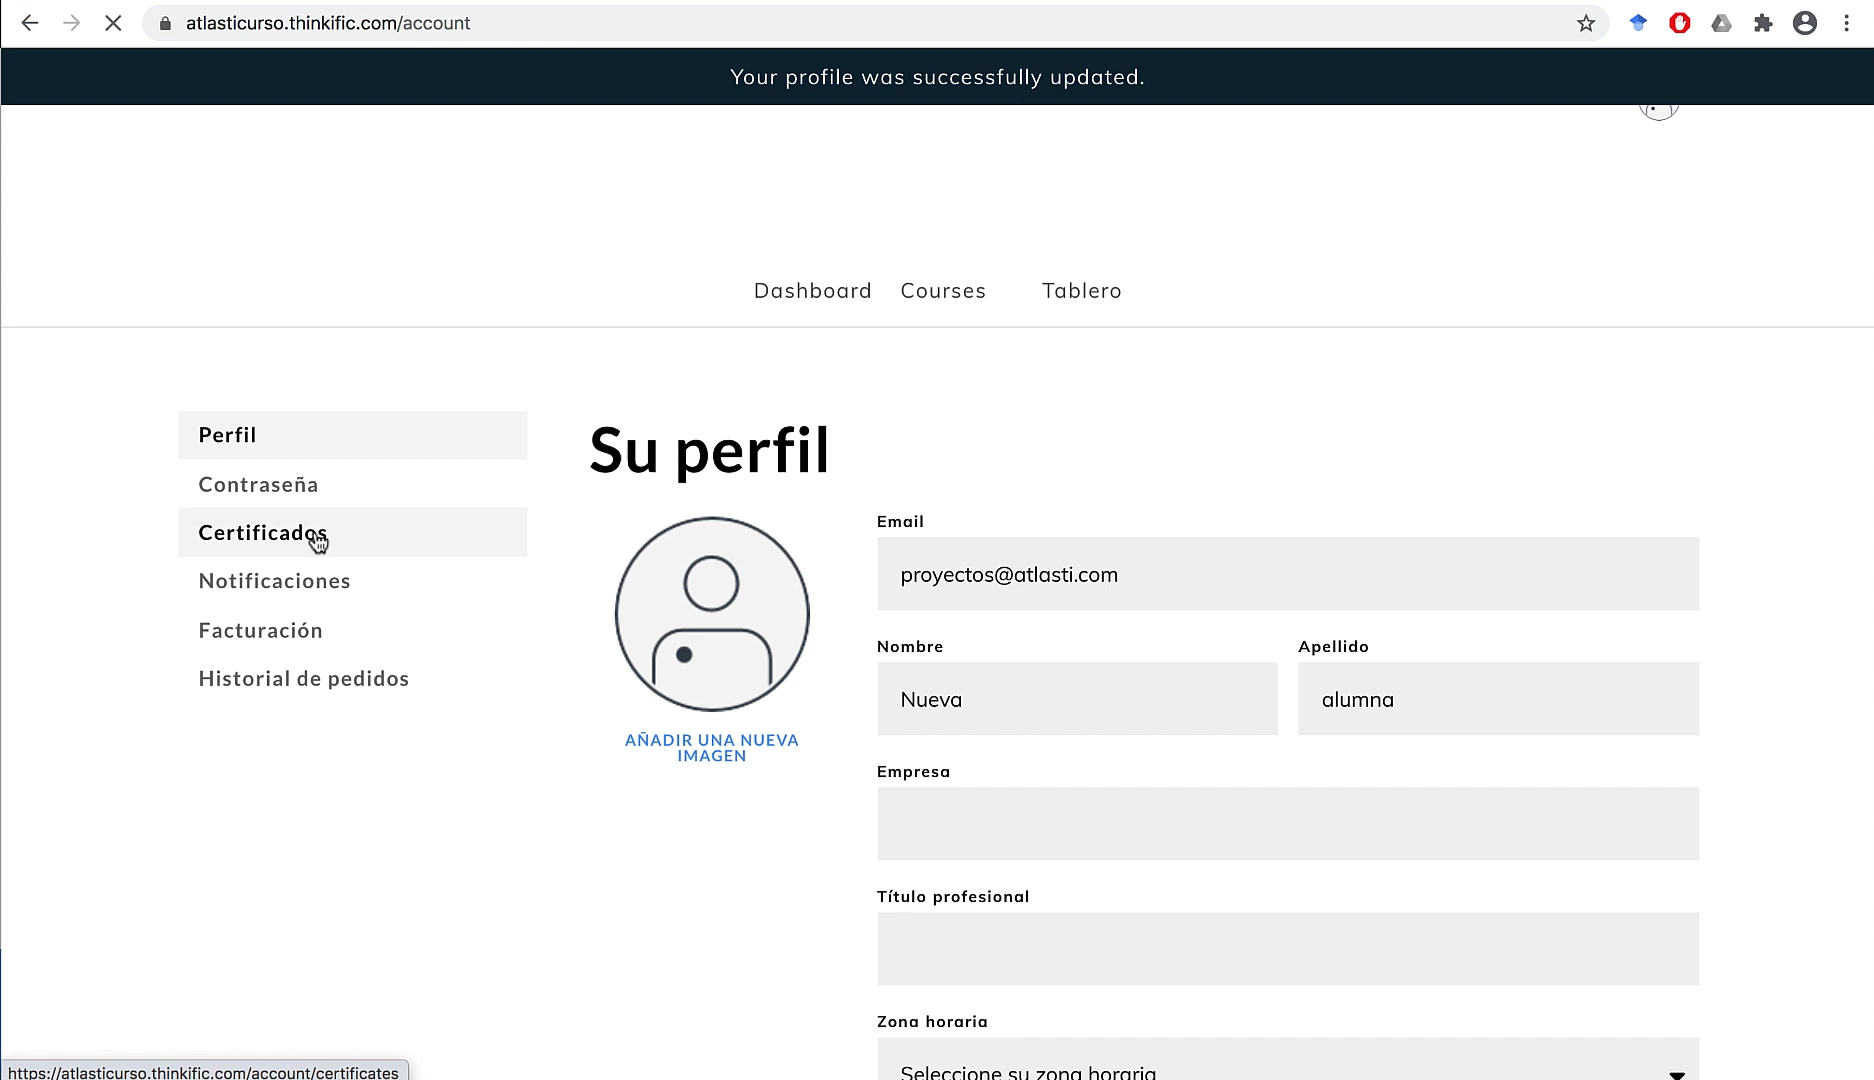 atlasticurso.thinkific.com/account
Your profile was successfully updated.
Dashboard Courses Tablero
Perfil
Contraseña
Certificados
Notificaciones
Facturación
Historial de pedidos
Su perfil
AÑADIR UNA NUEVA
IMAGEN
Email
proyectos@atlasti.com
Nombre Apellido
Nueva alumna
Empresa
Título profesional
Zona horaria
Seleccione su zona horaria
https://atlasticurso.thinkific.com/account/certificates